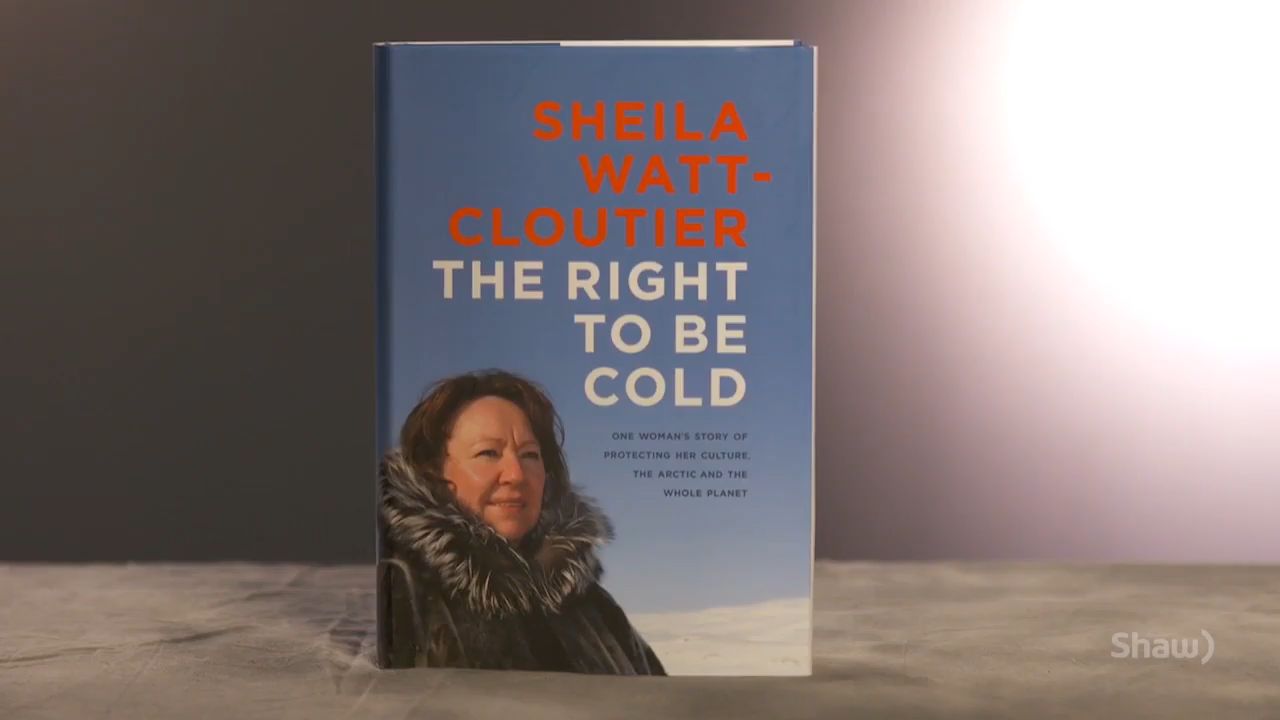 SHEILA
WATT-
CLOUTIER
THE RIGHT
TO BE
COLD
ONE WOMAN'S STORY OF
PROTECTING HER CULTURE,
THE ARCTIC AND THE
WHOLE PLANET
Shaw)